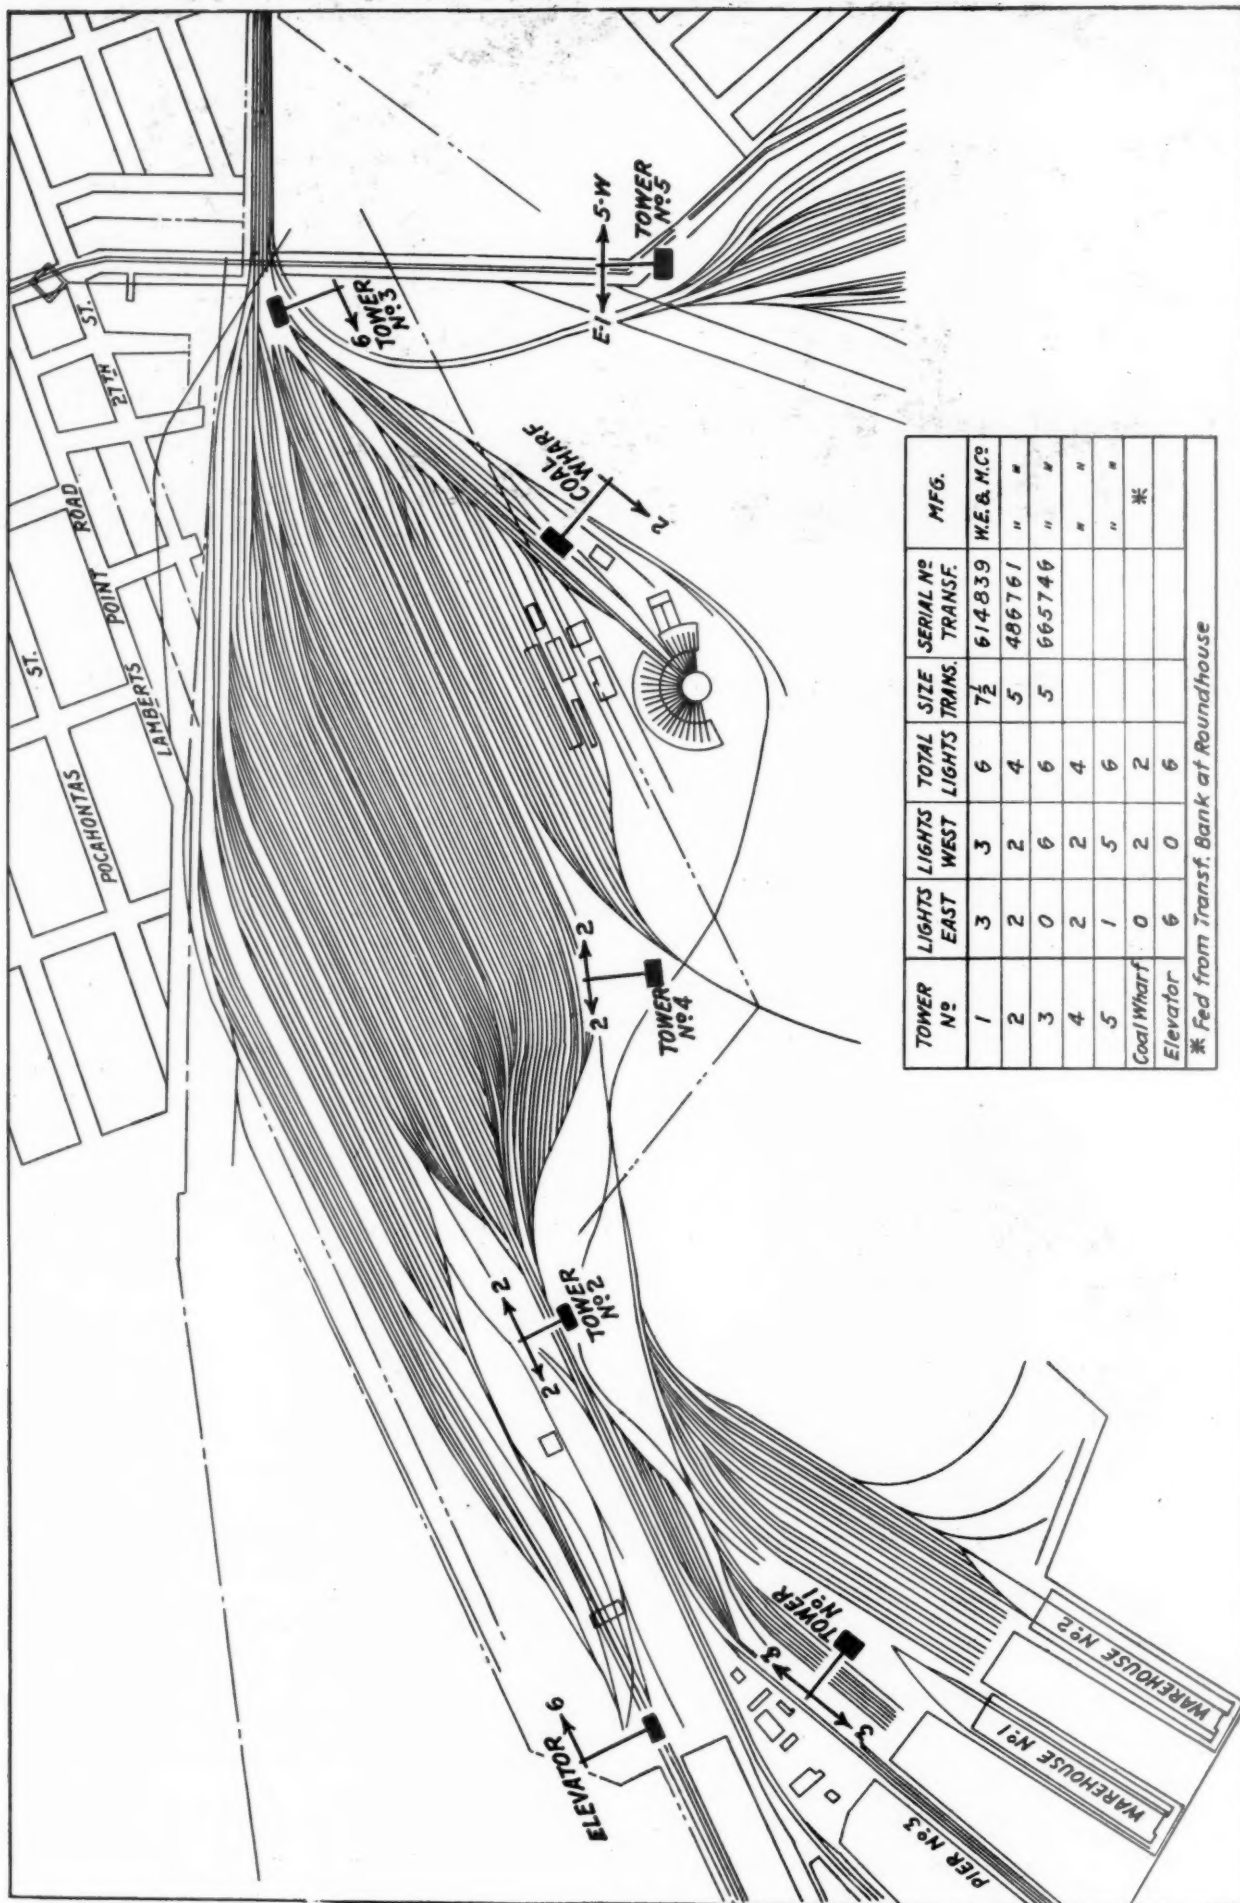 ST.
POCAHONTAS
LAMBERTS
POINT
ROAD
27TH
ST.
ELEVATOR
6
2
2
TOWER
Nº2
2
2
TOWER
Nº4
COAL
WHARF
2
6
TOWER
Nº3
E-1
5-W
TOWER
Nº5
3
3
TOWER
Nº1
PIER Nº3
WAREHOUSE Nº1
WAREHOUSE Nº2
TOWER Nº LIGHTS EAST LIGHTS WEST TOTAL LIGHTS SIZE TRANS. SERIAL Nº TRANSF. MFG.
1 3 3 6 7½ 614839 W.E.& M.Cº
2 2 2 4 5 486761 " "
3 0 6 6 5 665746 " "
4 2 2 4 " "
5 1 5 6 " "
Coal Wharf 0 2 2 ※
Elevator 6 0 6
※ Fed from Transf. Bank at Roundhouse